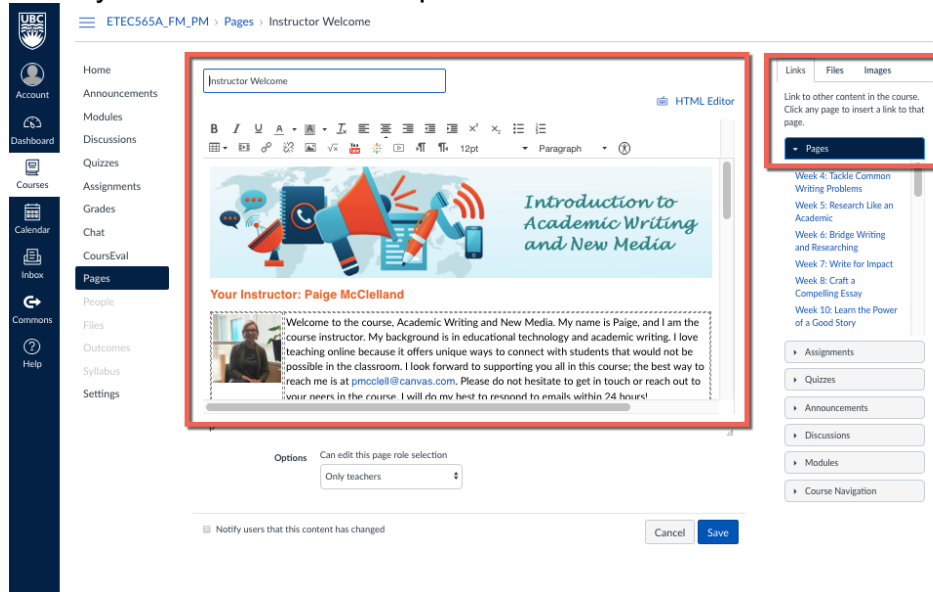 UBC
ETEC565A_FM_PM > Pages > Instructor Welcome
Account
Dashboard
Courses
Calendar
Inbox
Commons
Help
Home
Announcements
Modules
Discussions
Quizzes
Assignments
Grades
Chat
CoursEval
Pages
People
Files
Outcomes
Syllabus
Settings
Instructor Welcome
HTML Editor
12pt
Paragraph
Introduction to
Academic Writing
and New Media
Your Instructor: Paige McClelland
Welcome to the course, Academic Writing and New Media. My name is Paige, and I am the
course instructor. My background is in educational technology and academic writing. I love
teaching online because it offers unique ways to connect with students that would not be
possible in the classroom. I look forward to supporting you all in this course; the best way to
reach me is at pmcclell@canvas.com. Please do not hesitate to get in touch or reach out to
your peers in the course. I will do my best to respond to emails within 24 hours!
Options
Can edit this page role selection
Only teachers
Notify users that this content has changed
Cancel
Save
Links Files Images
Link to other content in the course.
Click any page to insert a link to that
page.
Pages
Week 4: Tackle Common
Writing Problems
Week 5: Research Like an
Academic
Week 6: Bridge Writing
and Researching
Week 7: Write for Impact
Week 8: Craft a
Compelling Essay
Week 10: Learn the Power
of a Good Story
Assignments
Quizzes
Announcements
Discussions
Modules
Course Navigation